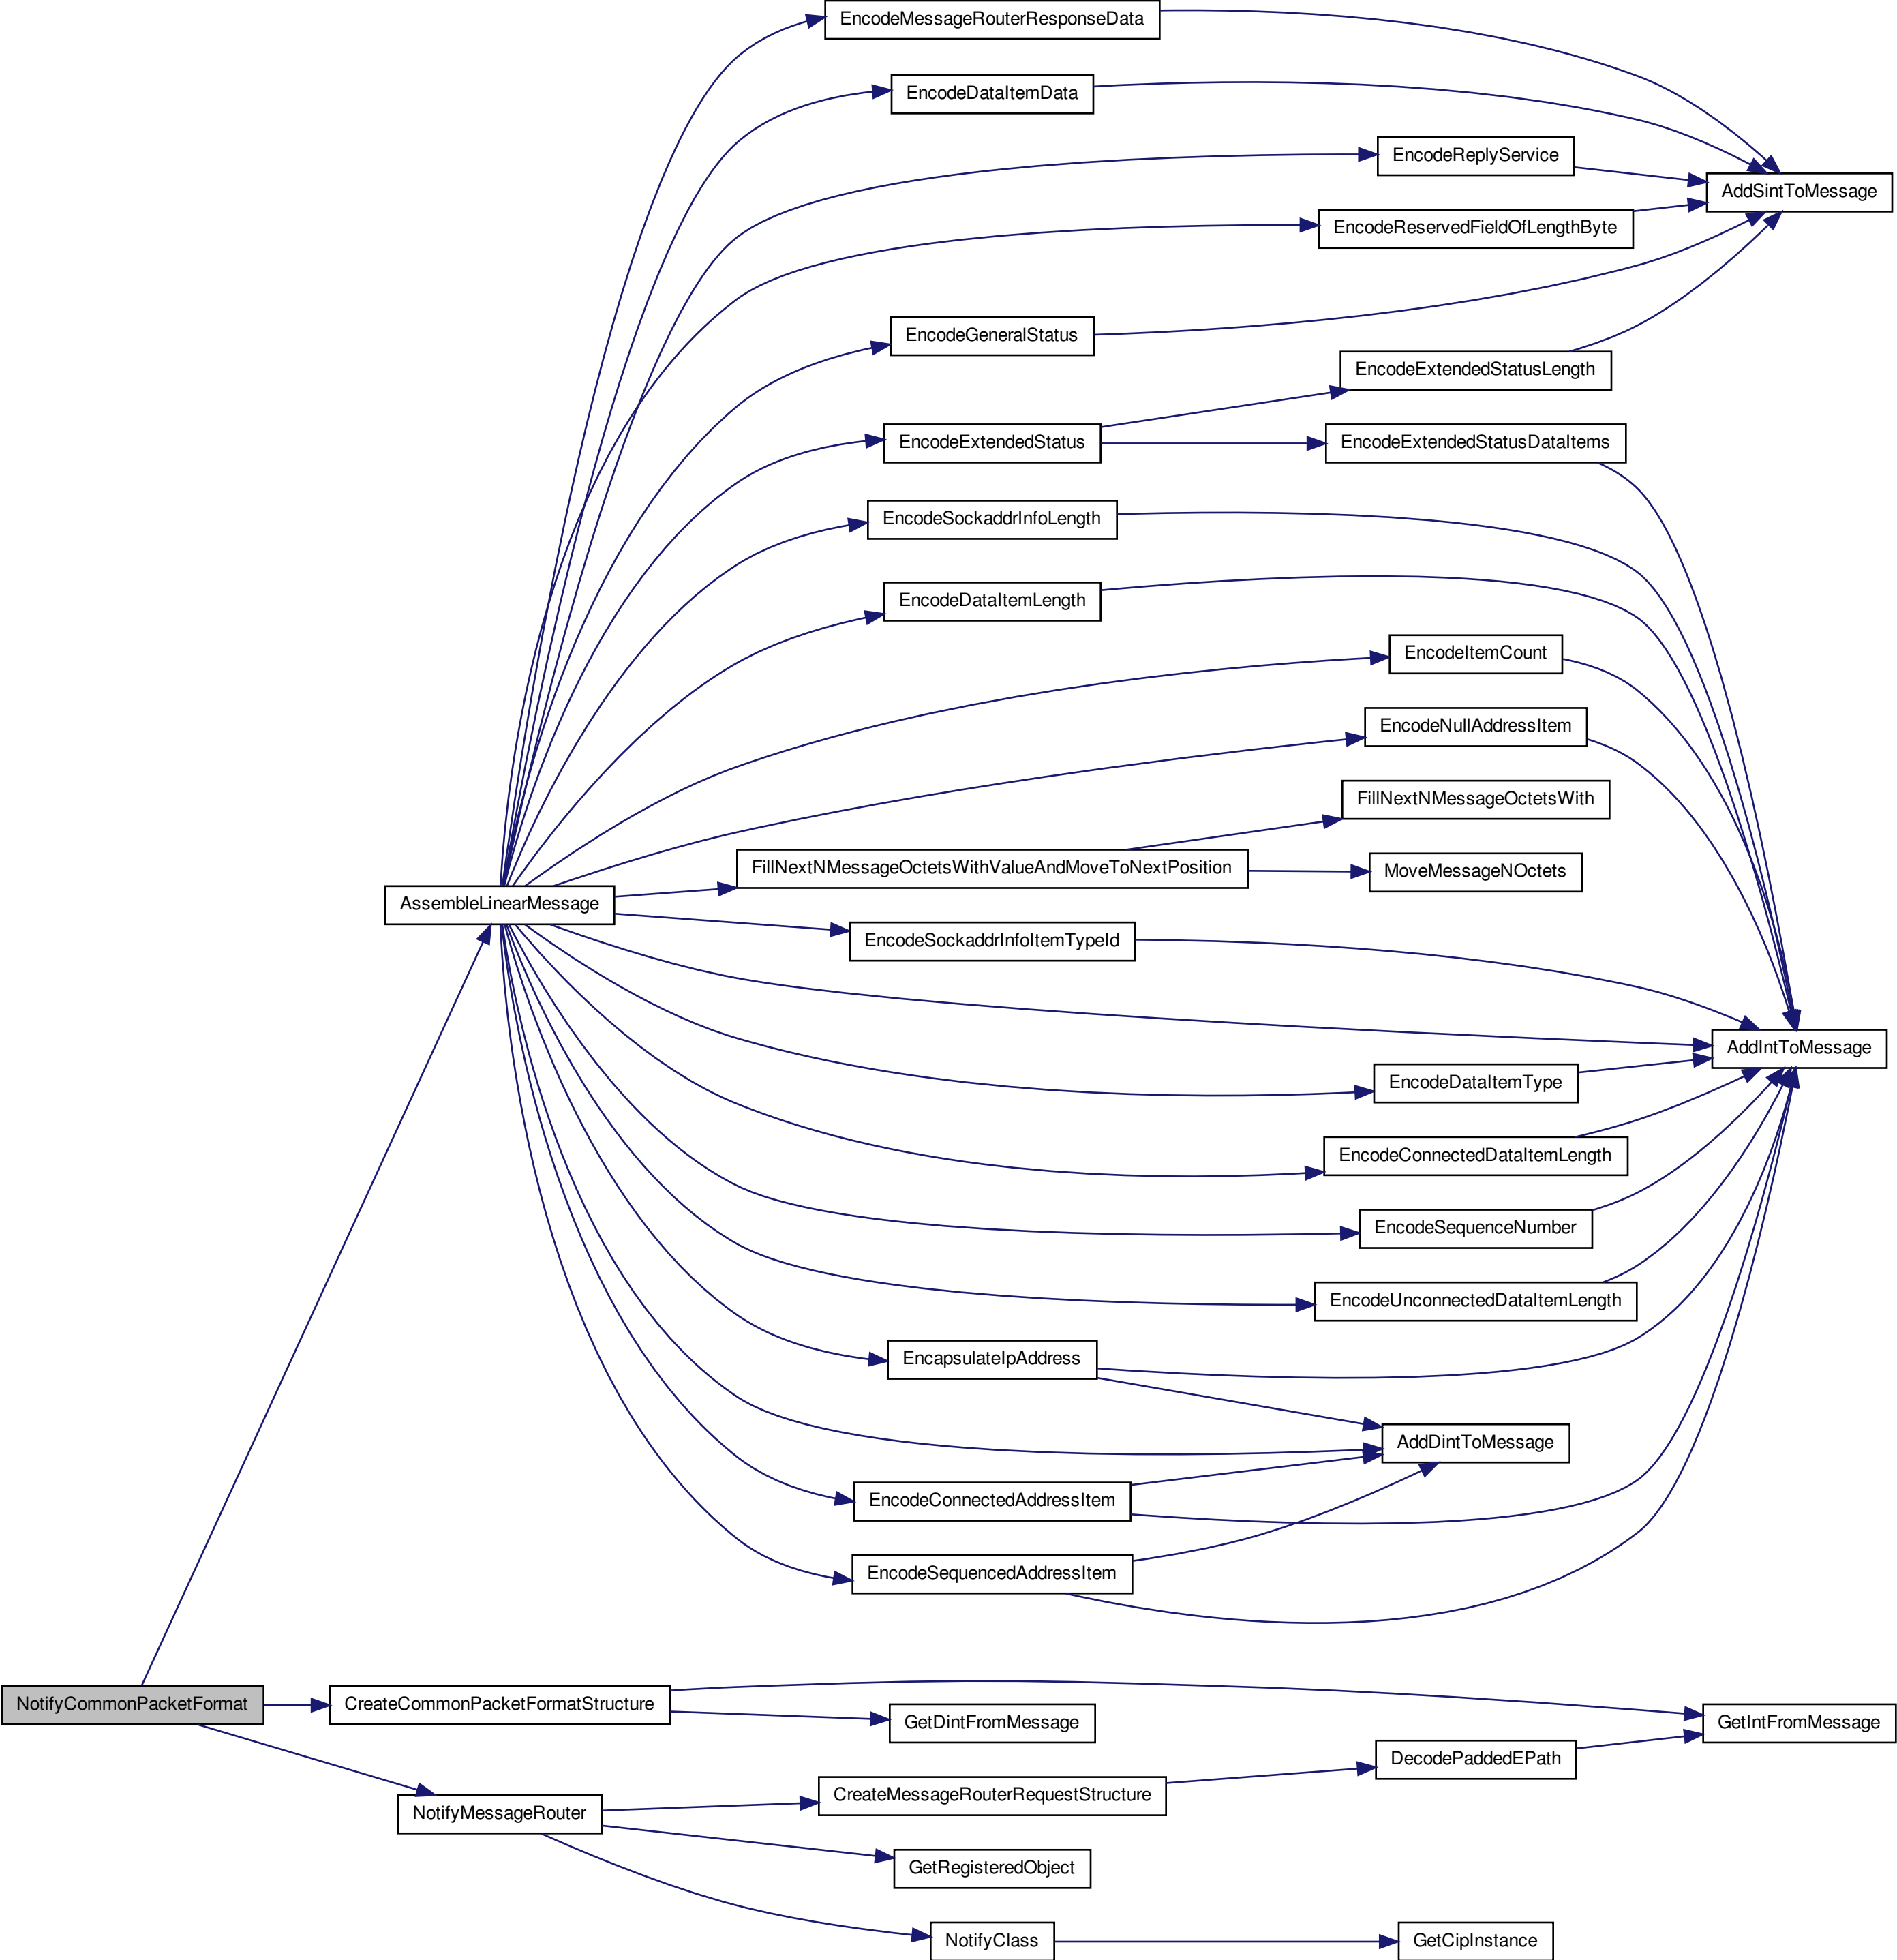 EncodeMessageRouterResponseData
EncodeDataItemData
EncodeReplyService
AddSintToMessage
EncodeReservedFieldOfLengthByte
EncodeGeneralStatus
EncodeExtendedStatusLength
EncodeExtendedStatus
EncodeExtendedStatusDataItems
EncodeSockaddrInfoLength
EncodeDataItemLength
EncodeItemCount
EncodeNullAddressItem
FillNextNMessageOctetsWith
FillNextNMessageOctetsWithValueAndMoveToNextPosition
MoveMessageNOctets
AssembleLinearMessage
EncodeSockaddrInfoItemTypeId
AddIntToMessage
EncodeDataItemType
EncodeConnectedDataItemLength
EncodeSequenceNumber
EncodeUnconnectedDataItemLength
EncapsulateIpAddress
AddDintToMessage
EncodeConnectedAddressItem
EncodeSequencedAddressItem
NotifyCommonPacketFormat
CreateCommonPacketFormatStructure
GetDintFromMessage
GetIntFromMessage
DecodePaddedEPath
CreateMessageRouterRequestStructure
NotifyMessageRouter
GetRegisteredObject
NotifyClass
GetCipInstance